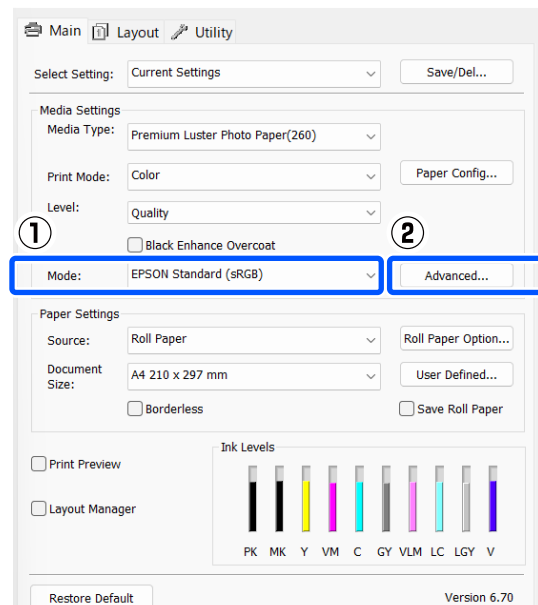 Main Layout Utility
Select Setting: Current Settings Save/Del...
Media Settings
Media Type: Premium Luster Photo Paper(260)
Print Mode: Color Paper Config...
Level: Quality
1 2
Black Enhance Overcoat
Mode: EPSON Standard (sRGB) Advanced...
Paper Settings
Source: Roll Paper Roll Paper Option...
Document
Size: A4 210 x 297 mm User Defined...
Borderless Save Roll Paper
Ink Levels
Print Preview
Layout Manager
PK MK Y VM C GY VLM LC LGY V
Restore Default Version 6.70